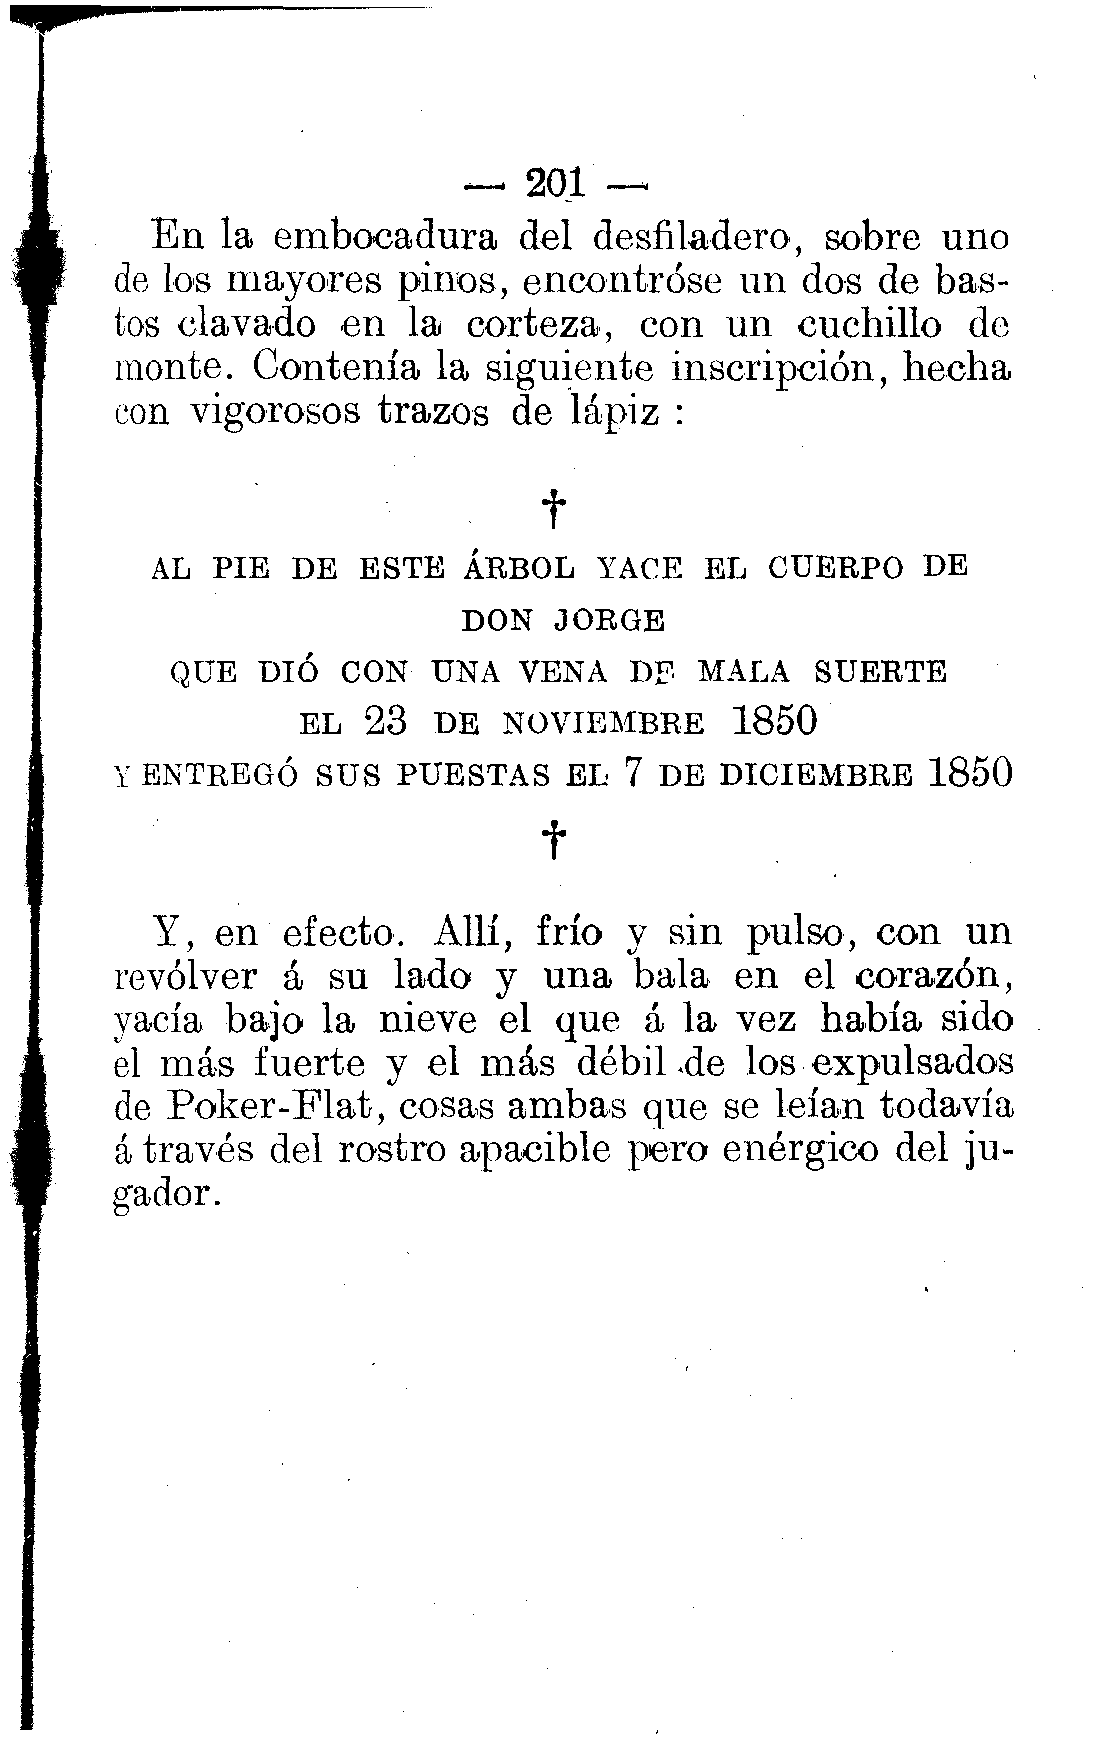 — 201 —
En la embocadura del desfiladero, sobre uno
de los mayores pinos, encontróse un dos de bas-
tos clavado en la corteza, con un cuchillo de
monte. Contenía la siguiente inscripción, hecha
con vigorosos trazos de lápiz :
†
AL PIE DE ESTE ÁRBOL YACE EL CUERPO DE
DON JORGE
QUE DIÓ CON UNA VENA DE MALA SUERTE
EL 23 DE NOVIEMBRE 1850
Y ENTREGÓ SUS PUESTAS EL 7 DE DICIEMBRE 1850
†
Y, en efecto. Allí, frío y sin pulso, con un
revólver á su lado y una bala en el corazón,
yacía bajo la nieve el que á la vez había sido
el más fuerte y el más débil de los expulsados
de Poker-Flat, cosas ambas que se leían todavía
á través del rostro apacible pero enérgico del ju-
gador.